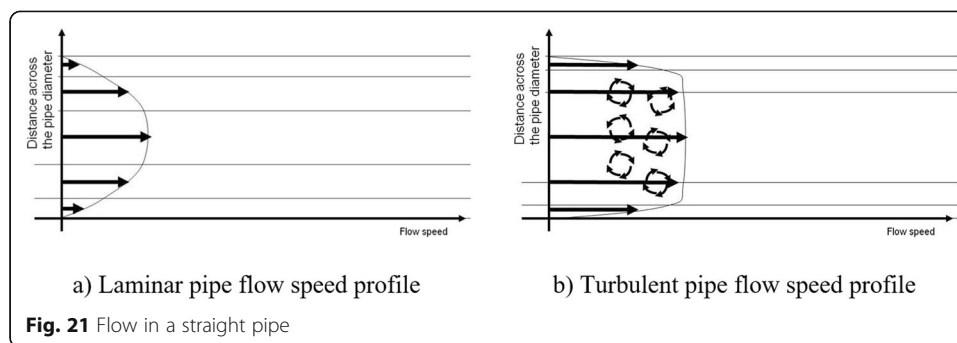 Distance across
the pipe diameter
Flow speed
a) Laminar pipe flow speed profile
Distance across
the pipe diameter
Flow speed
b) Turbulent pipe flow speed profile
Fig. 21 Flow in a straight pipe